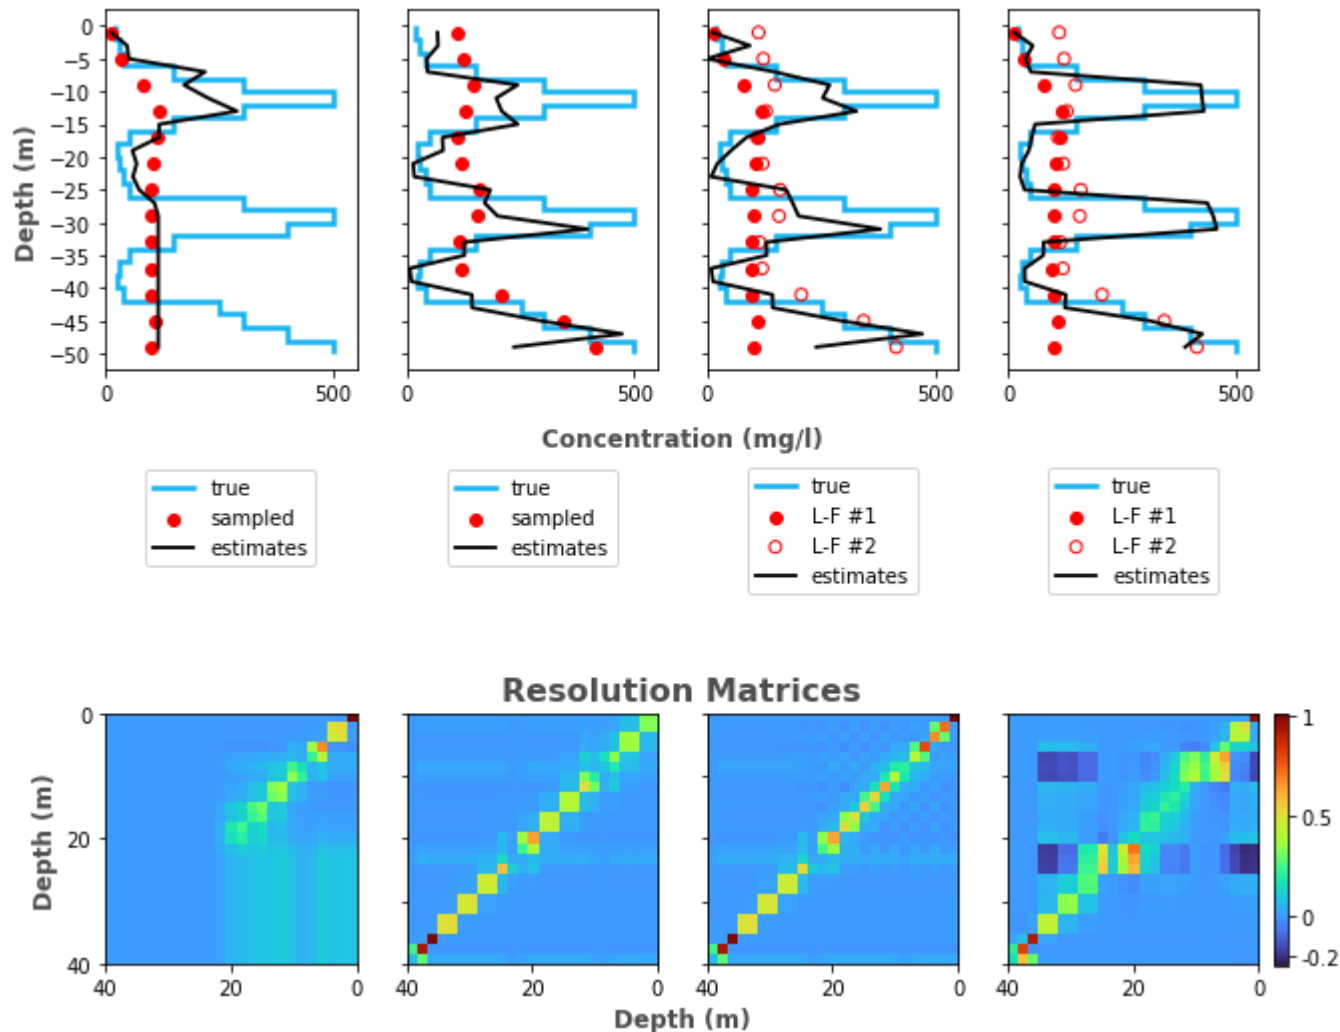 0
−5
−10
−15
−20
−25
−30
−35
−40
−45
−50
Depth (m)
0 500 0 500 0 500 0 500
Concentration (mg/l)
true
sampled
estimates
true
sampled
estimates
true
L-F #1
L-F #2
estimates
true
L-F #1
L-F #2
estimates
Resolution Matrices
0
20
40
Depth (m)
40 20 0 40 20 0 40 20 0 40 20 0
1
0.5
0
-0.2
Depth (m)